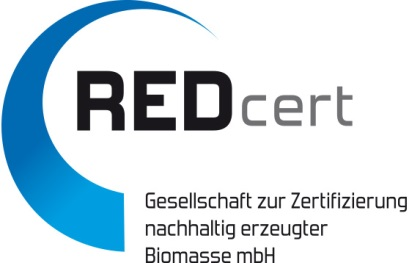 REDcert
Gesellschaft zur Zertifizierung
nachhaltig erzeugter
Biomasse mbH